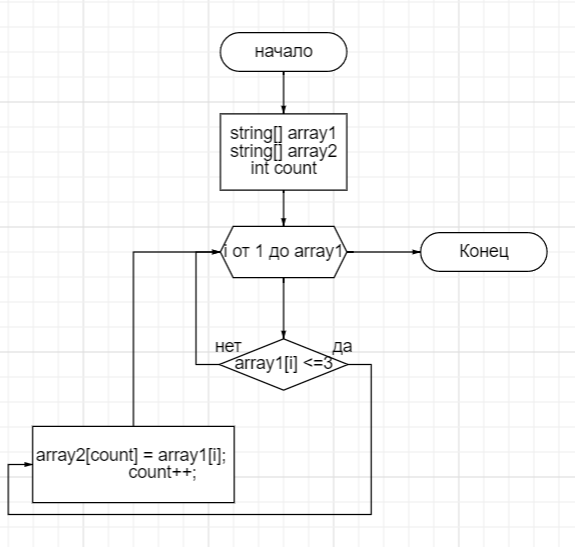 начало
string[] array1
string[] array2
int count
i от 1 до array1
Конец
нет
да
array1[i] <=3
array2[count] = array1[i];
count++;